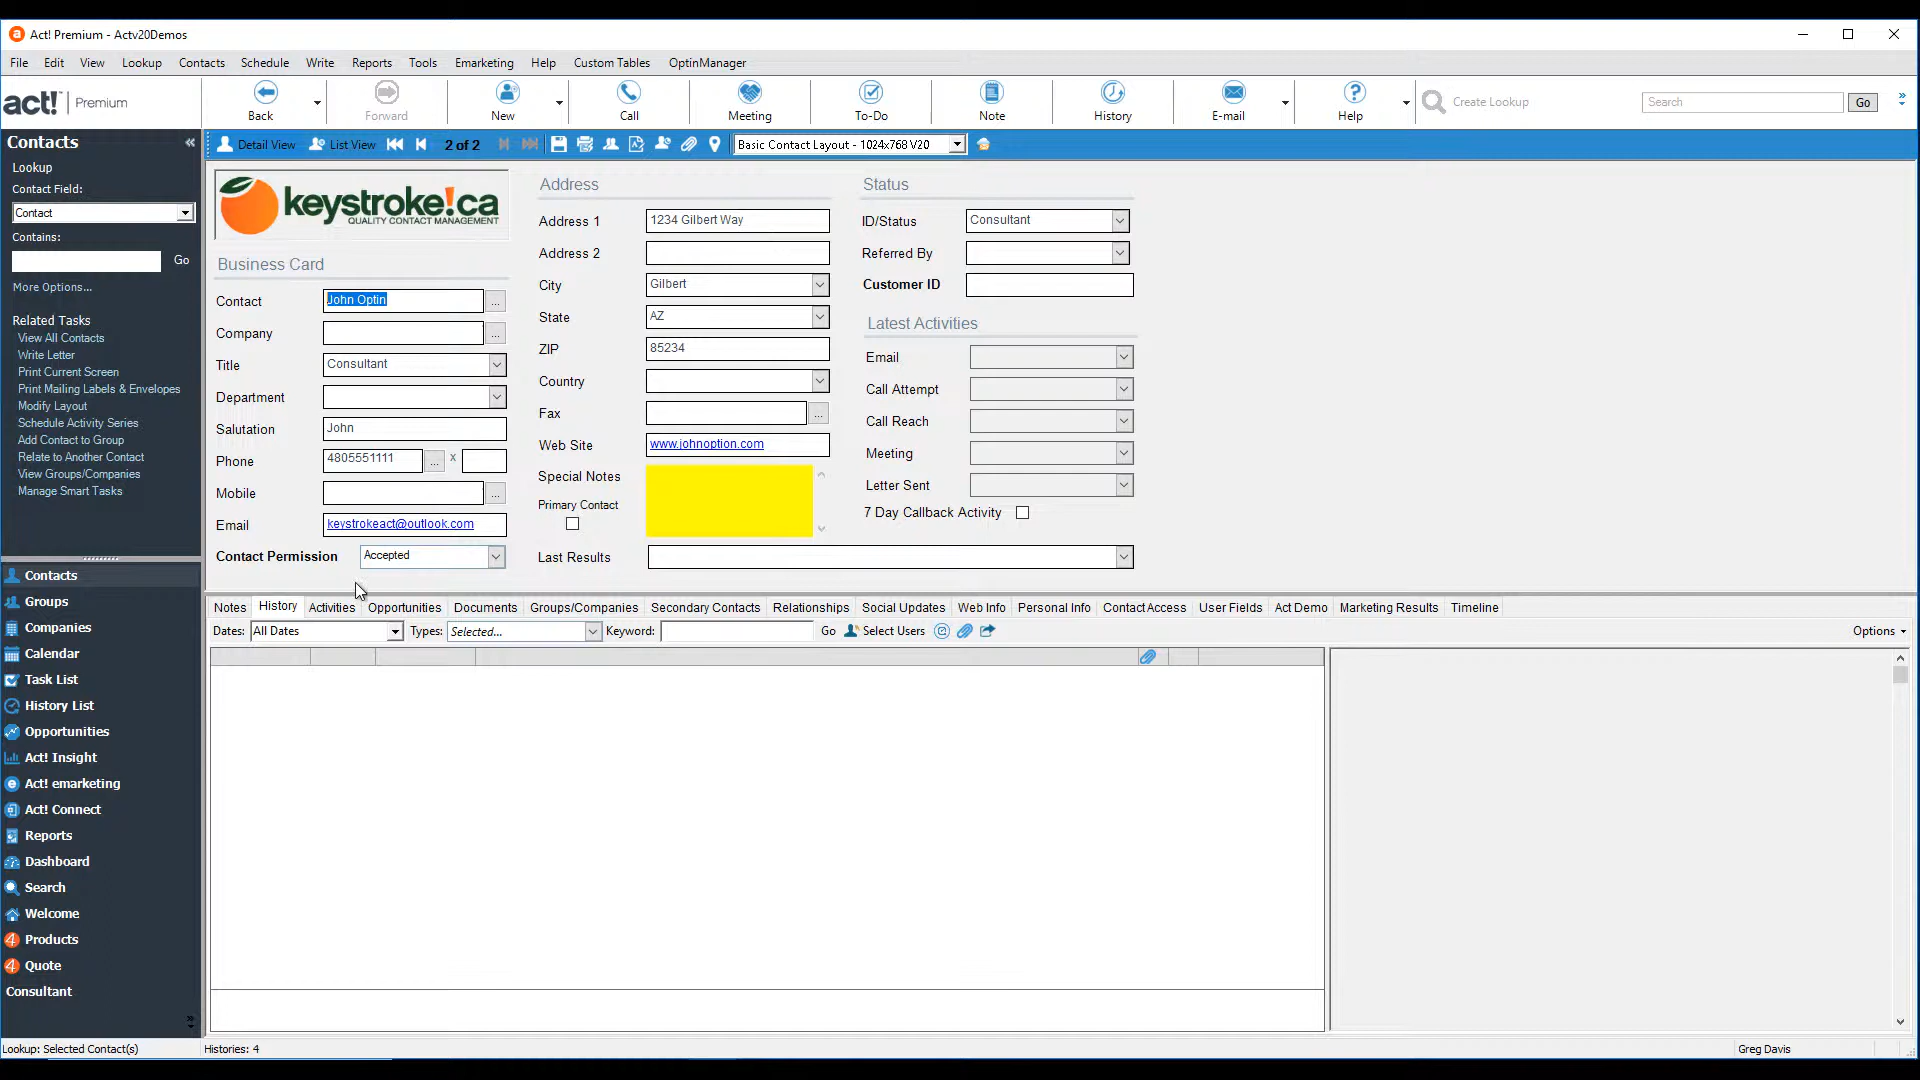 Act! Premium - Actv20Demos
File Edit View Lookup Contacts Schedule Write Reports Tools Emarketing Help Custom Tables OptinManager
act! Premium
Back Forward New Call Meeting To-Do Note History E-mail Help Create Lookup Search Go
Contacts
Detail View List View 2 of 2 Basic Contact Layout - 1024x768 V20
Lookup
Contact Field:
Contact
Contains:
Go
More Options...
Related Tasks
View All Contacts
Write Letter
Print Current Screen
Print Mailing Labels & Envelopes
Modify Layout
Schedule Activity Series
Add Contact to Group
Relate to Another Contact
View Groups/Companies
Manage Smart Tasks
Contacts
Groups
Companies
Calendar
Task List
History List
Opportunities
Act! Insight
Act! emarketing
Act! Connect
Reports
Dashboard
Search
Welcome
Products
Quote
Consultant
keystroke!ca
QUALITY CONTACT MANAGEMENT
Business Card
Contact John Optin ...
Company ...
Title Consultant
Department
Salutation John
Phone 4805551111 ... x
Mobile ...
Email keystrokeact@outlook.com
Contact Permission Accepted
Address
Address 1 1234 Gilbert Way
Address 2
City Gilbert
State AZ
ZIP 85234
Country
Fax ...
Web Site www.johnoption.com
Special Notes
Primary Contact
Last Results
Status
ID/Status Consultant
Referred By
Customer ID
Latest Activities
Email
Call Attempt
Call Reach
Meeting
Letter Sent
7 Day Callback Activity
Notes History Activities Opportunities Documents Groups/Companies Secondary Contacts Relationships Social Updates Web Info Personal Info Contact Access User Fields Act Demo Marketing Results Timeline
Dates: All Dates Types: Selected... Keyword: Go Select Users Options
Lookup: Selected Contact(s) Histories: 4 Greg Davis